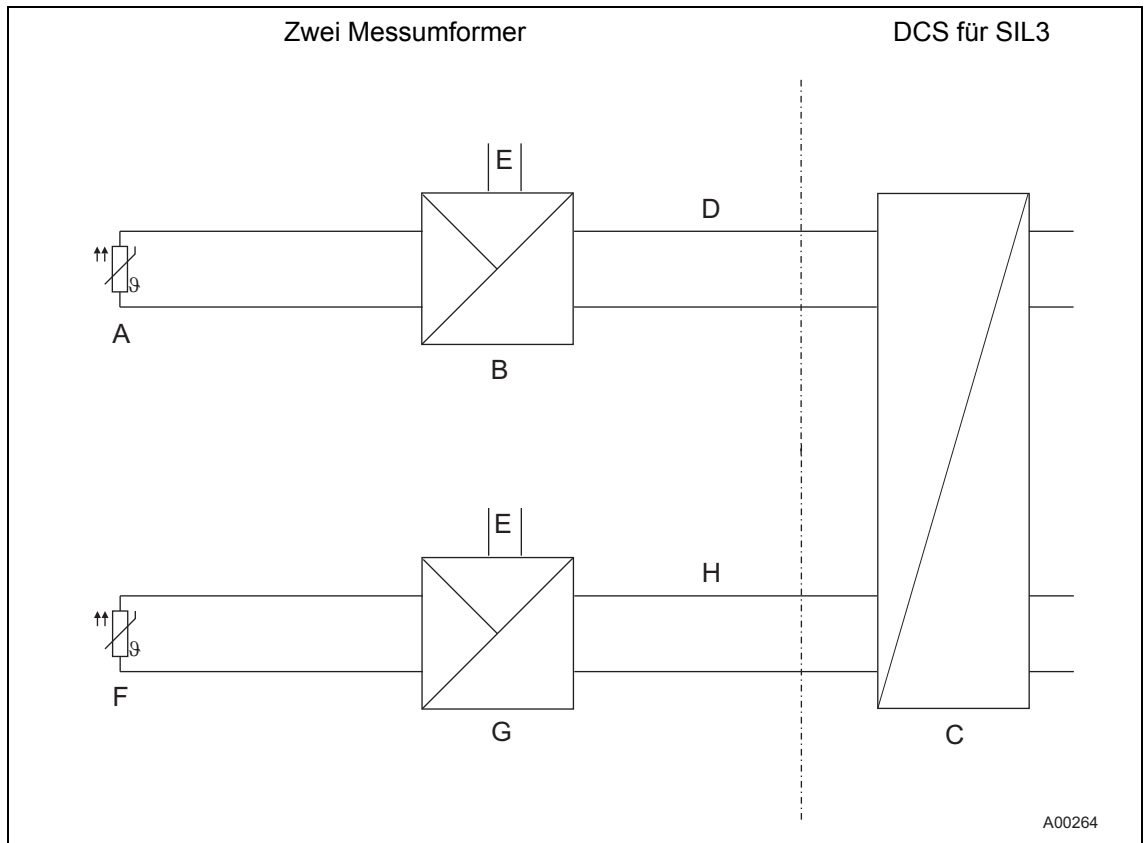 Zwei Messumformer
DCS für SIL3
E
D
ϑ
A
B
E
H
ϑ
F
G
C
A00264